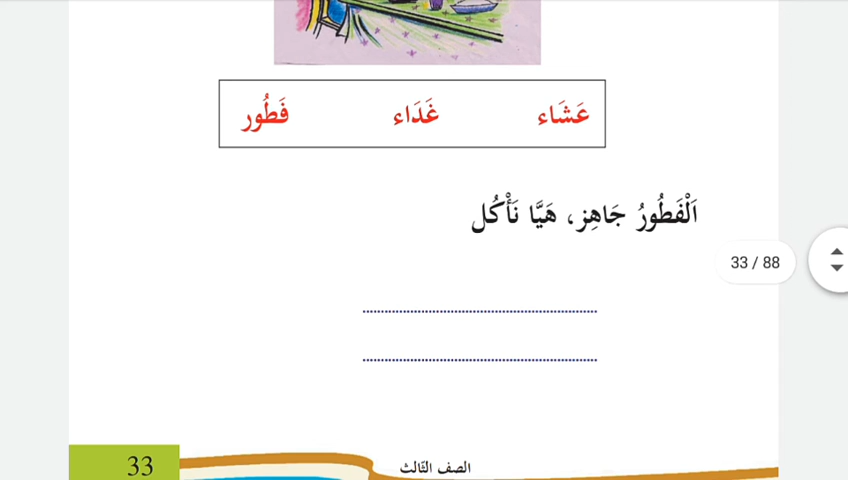 عَشَاء غَدَاء فَطُور
اَلْفَطُورُ جَاهِز، هَيَّا نَأْكُل
33 / 88
33
الصف الثّالث